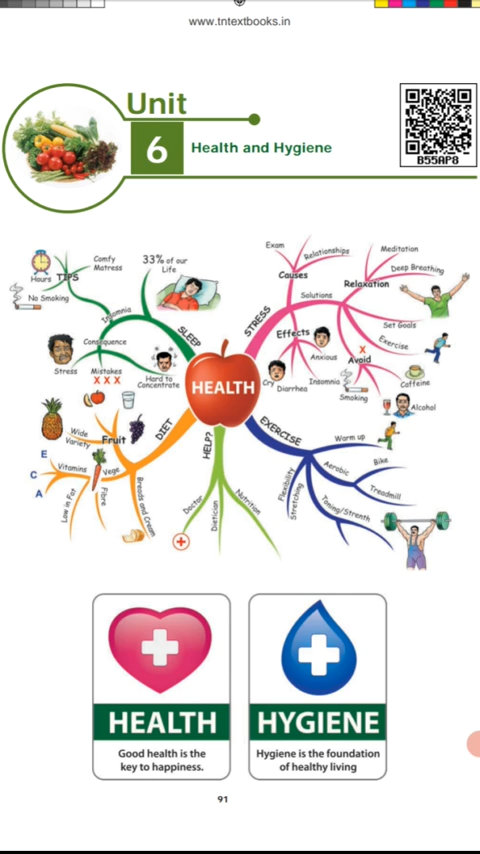 www.tntextbooks.in
Unit
6
Health and Hygiene
B55AP8
HEALTH
SLEEP
33% of our
Life
Insomnia
TIPS
Comfy
Matress
Hours
No Smoking
Consequence
Stress
Mistakes
X X X
Hard to
Concentrate
STRESS
Causes
Exam
Relationships
Solutions
Relaxation
Meditation
Deep Breathing
Set Goals
Exercise
X
Avoid
Smoking
Caffeine
Alcohol
Effects
Cry
Diarrhea
Insomnia
Anxious
DIET
Fruit
Wide
Variety
Vege
Vitamins
E
C
A
Low in Fat
Fibre
Breads and Cream
HELP?
Doctor
Dietician
Nutrition
EXERCISE
Warm up
Aerobic
Bike
Treadmill
Toning/Strenth
Flexibility
Stretching
HEALTH
Good health is the
key to happiness.
HYGIENE
Hygiene is the foundation
of healthy living
91